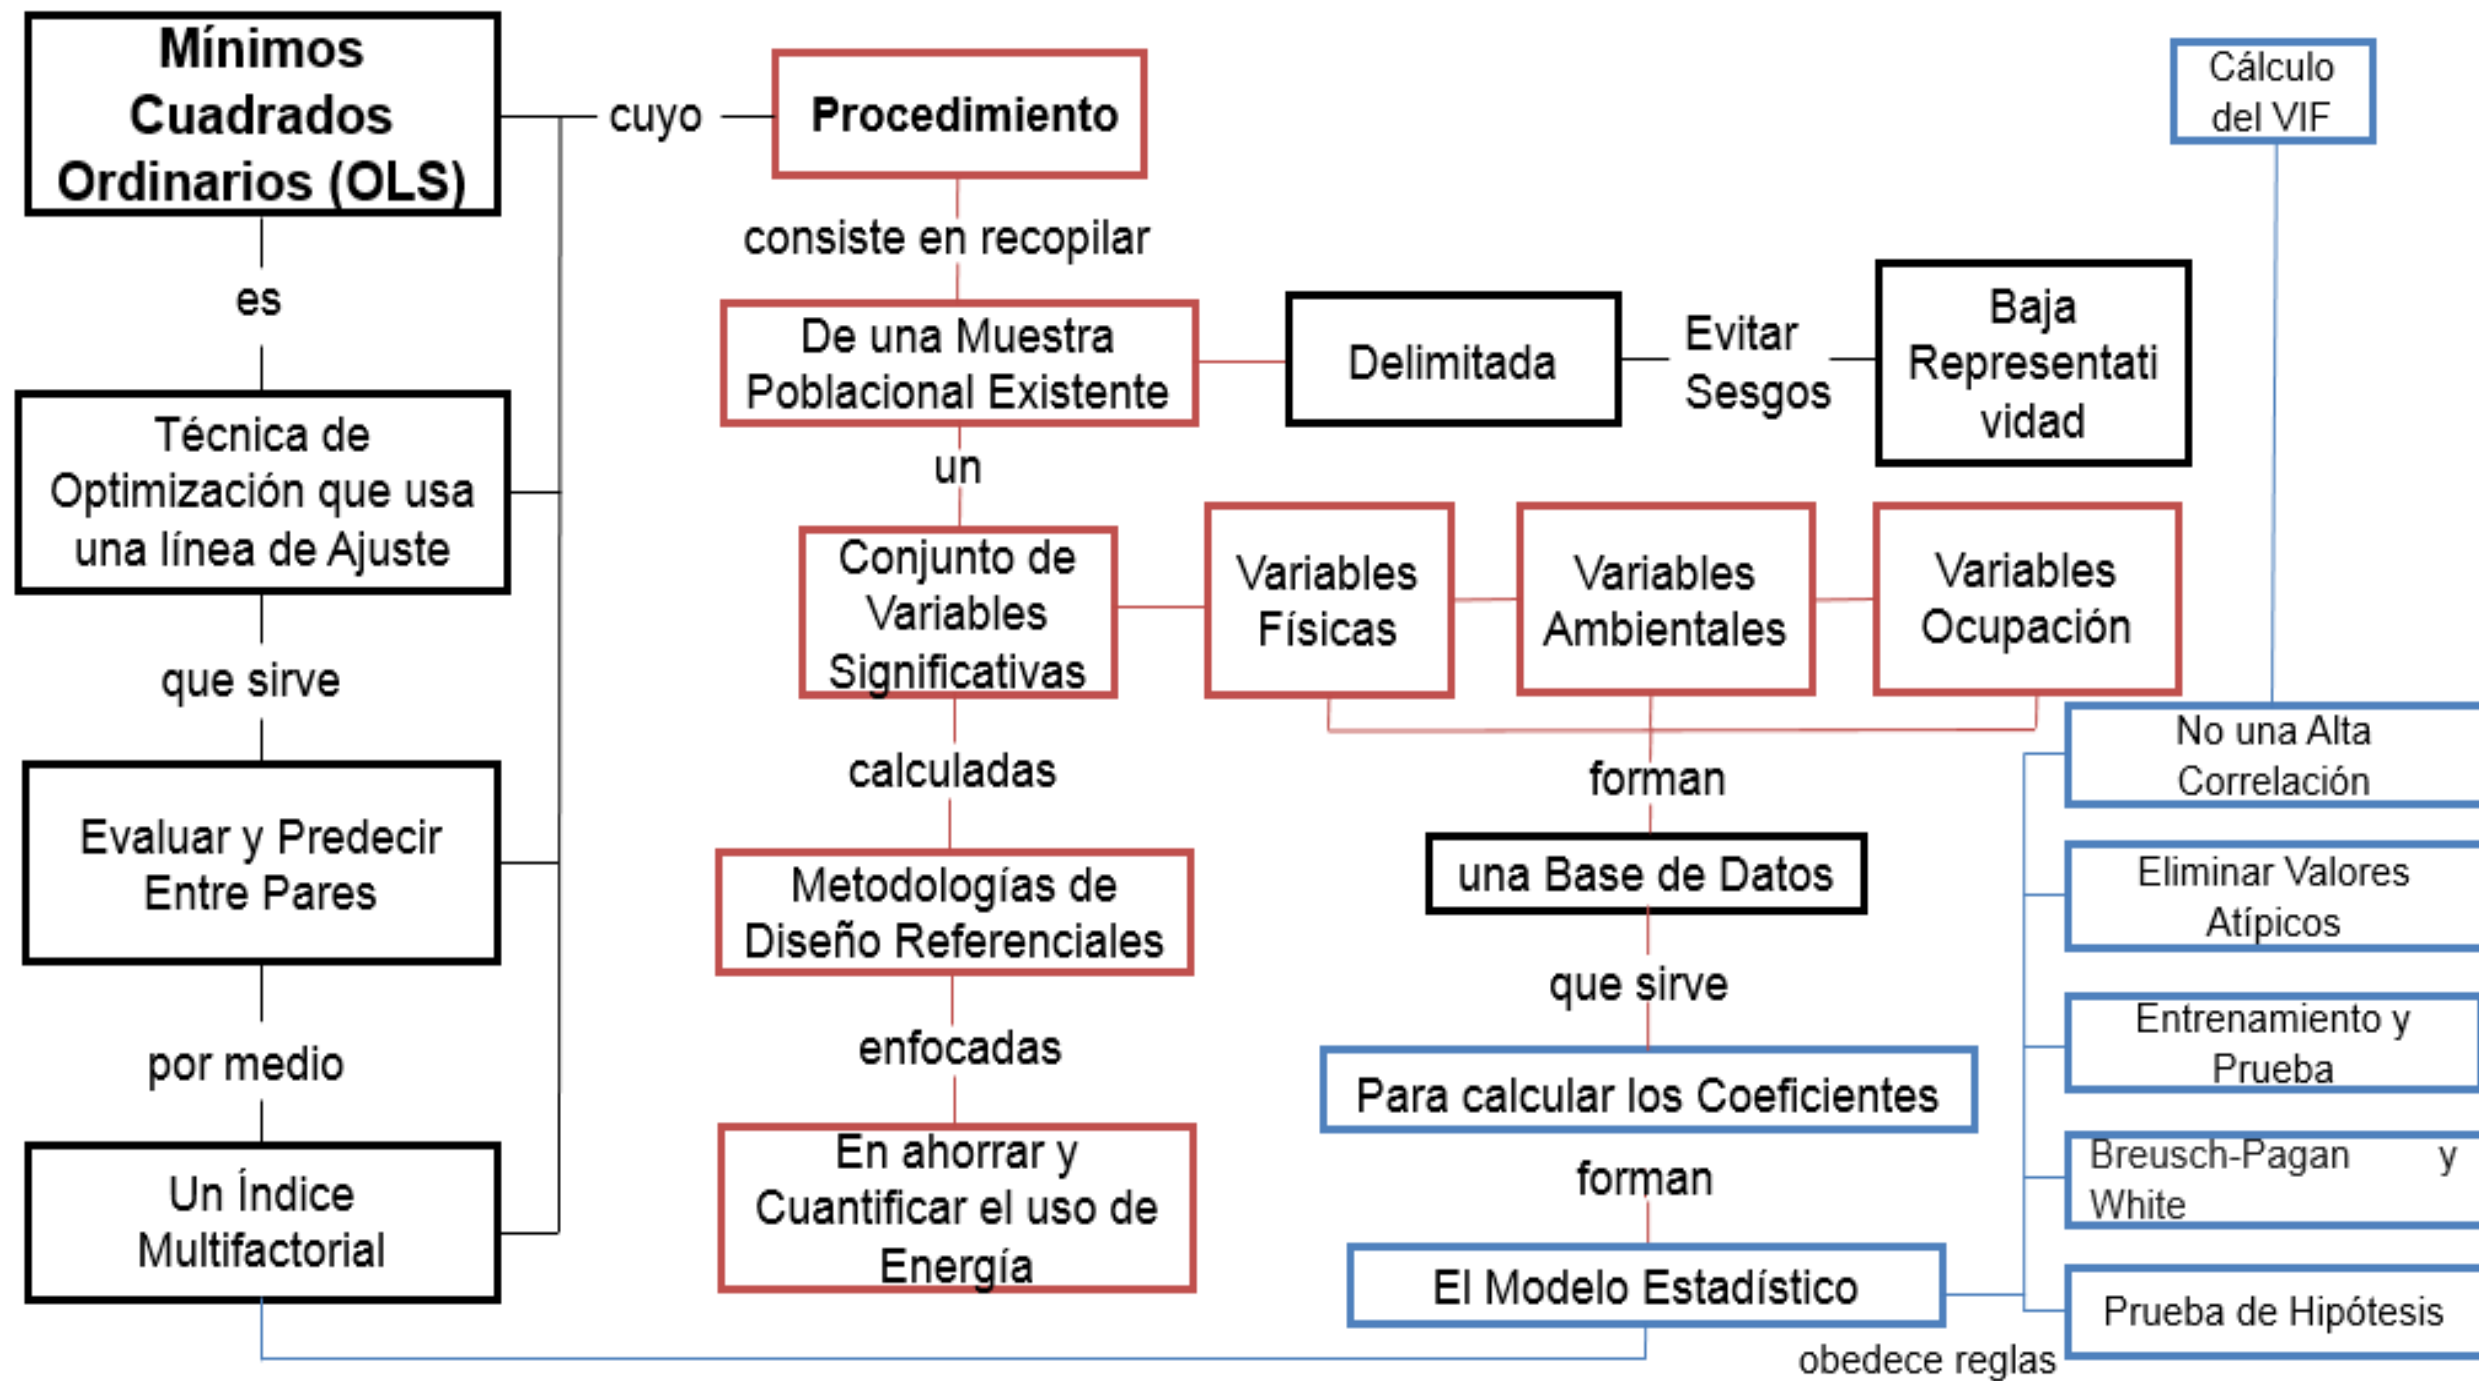 Mínimos
Cuadrados
Ordinarios (OLS)
es
Técnica de
Optimización que usa
una línea de Ajuste
que sirve
Evaluar y Predecir
Entre Pares
por medio
Un Índice
Multifactorial
cuyo
Procedimiento
consiste en recopilar
De una Muestra
Poblacional Existente
Delimitada
Evitar
Sesgos
Baja
Representati
vidad
un
Conjunto de
Variables
Significativas
Variables
Físicas
Variables
Ambientales
Variables
Ocupación
calculadas
Metodologías de
Diseño Referenciales
enfocadas
En ahorrar y
Cuantificar el uso de
Energía
forman
una Base de Datos
que sirve
Para calcular los Coeficientes
forman
El Modelo Estadístico
obedece reglas
Cálculo
del VIF
No una Alta
Correlación
Eliminar Valores
Atípicos
Entrenamiento y
Prueba
Breusch-Pagan y
White
Prueba de Hipótesis